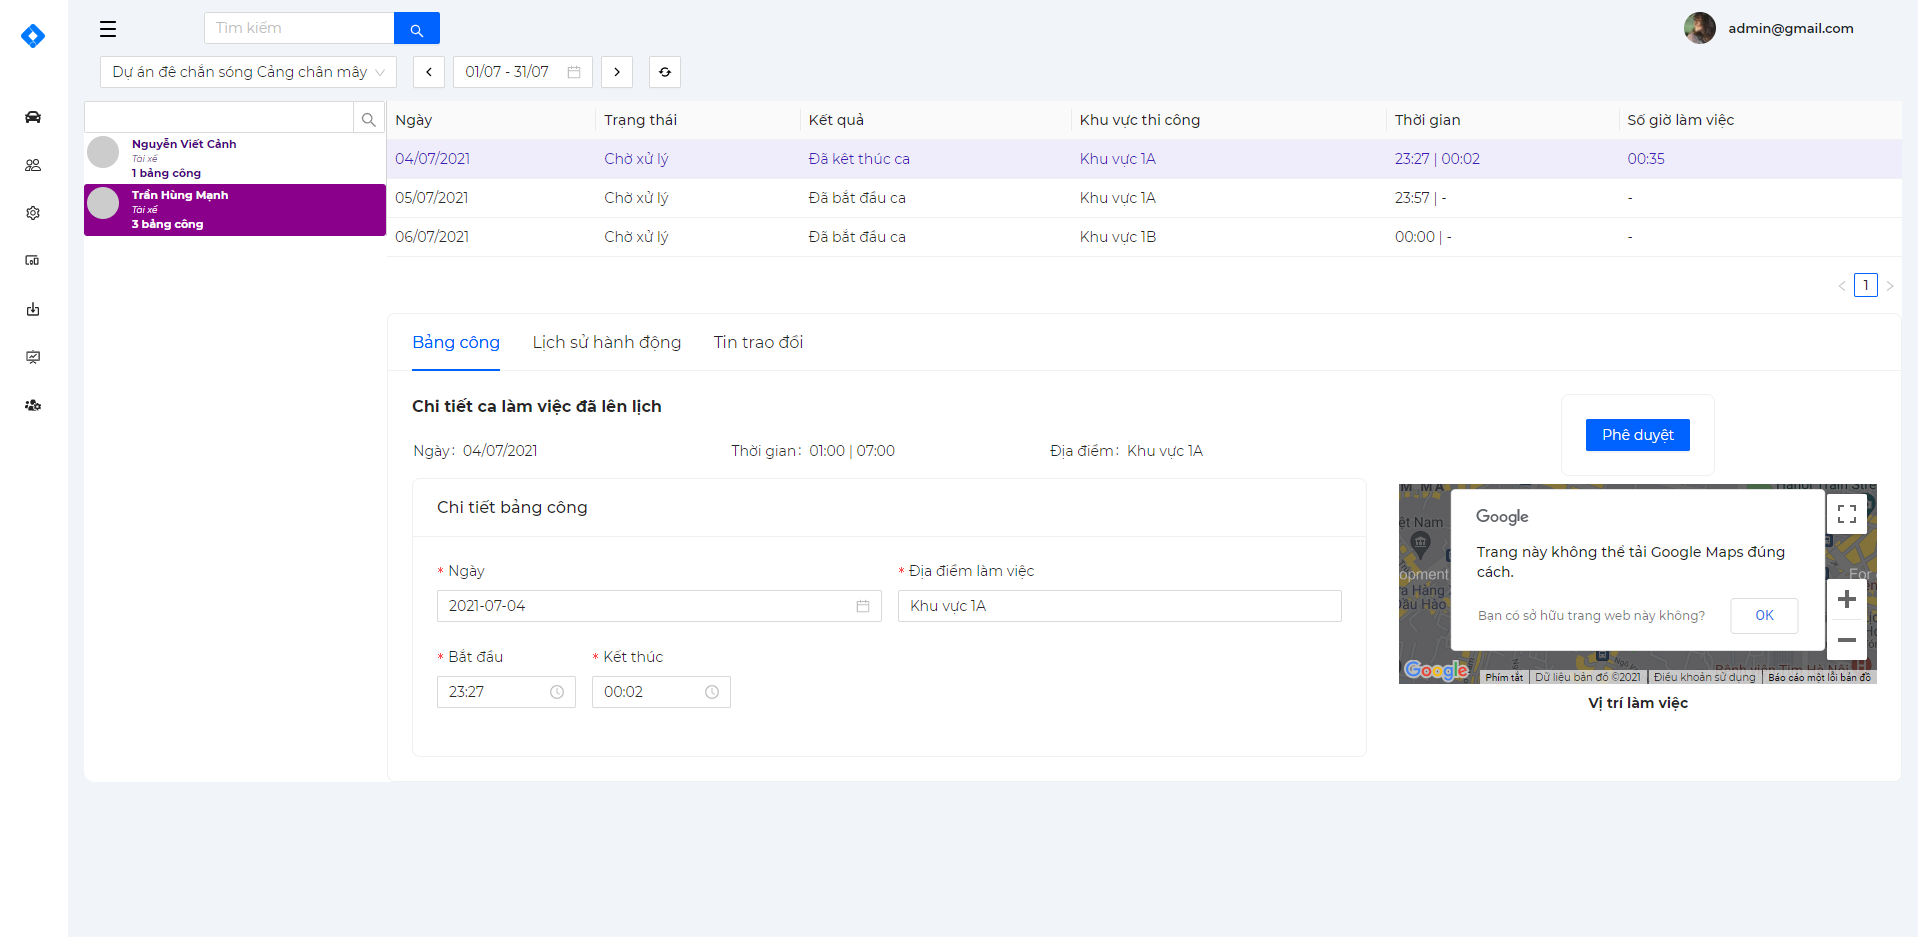 Tìm kiếm
admin@gmail.com
Dự án đê chắn sóng Cảng chân mây
01/07 - 31/07
Nguyễn Viết Cảnh
Tài xế
1 bảng công
Trần Hùng Mạnh
Tài xế
3 bảng công
Ngày Trạng thái Kết quả Khu vực thi công Thời gian Số giờ làm việc
04/07/2021 Chờ xử lý Đã kêt thúc ca Khu vực 1A 23:27 | 00:02 00:35
05/07/2021 Chờ xử lý Đã bắt đầu ca Khu vực 1A 23:57 | - -
06/07/2021 Chờ xử lý Đã bắt đầu ca Khu vực 1B 00:00 | - -
1
Bảng công Lịch sử hành động Tin trao đổi
Chi tiết ca làm việc đã lên lịch
Ngày: 04/07/2021 Thời gian: 01:00 | 07:00 Địa điểm: Khu vực 1A
Phê duyệt
Chi tiết bảng công
* Ngày * Địa điểm làm việc
2021-07-04 Khu vực 1A
* Bắt đầu * Kết thúc
23:27 00:02
Google
Trang này không thể tải Google Maps đúng
cách.
Bạn có sở hữu trang web này không? OK
Google
Phím tắt Dữ liệu bản đồ ©2021 Điều khoản sử dụng Báo cáo một lỗi bản đồ
Vị trí làm việc